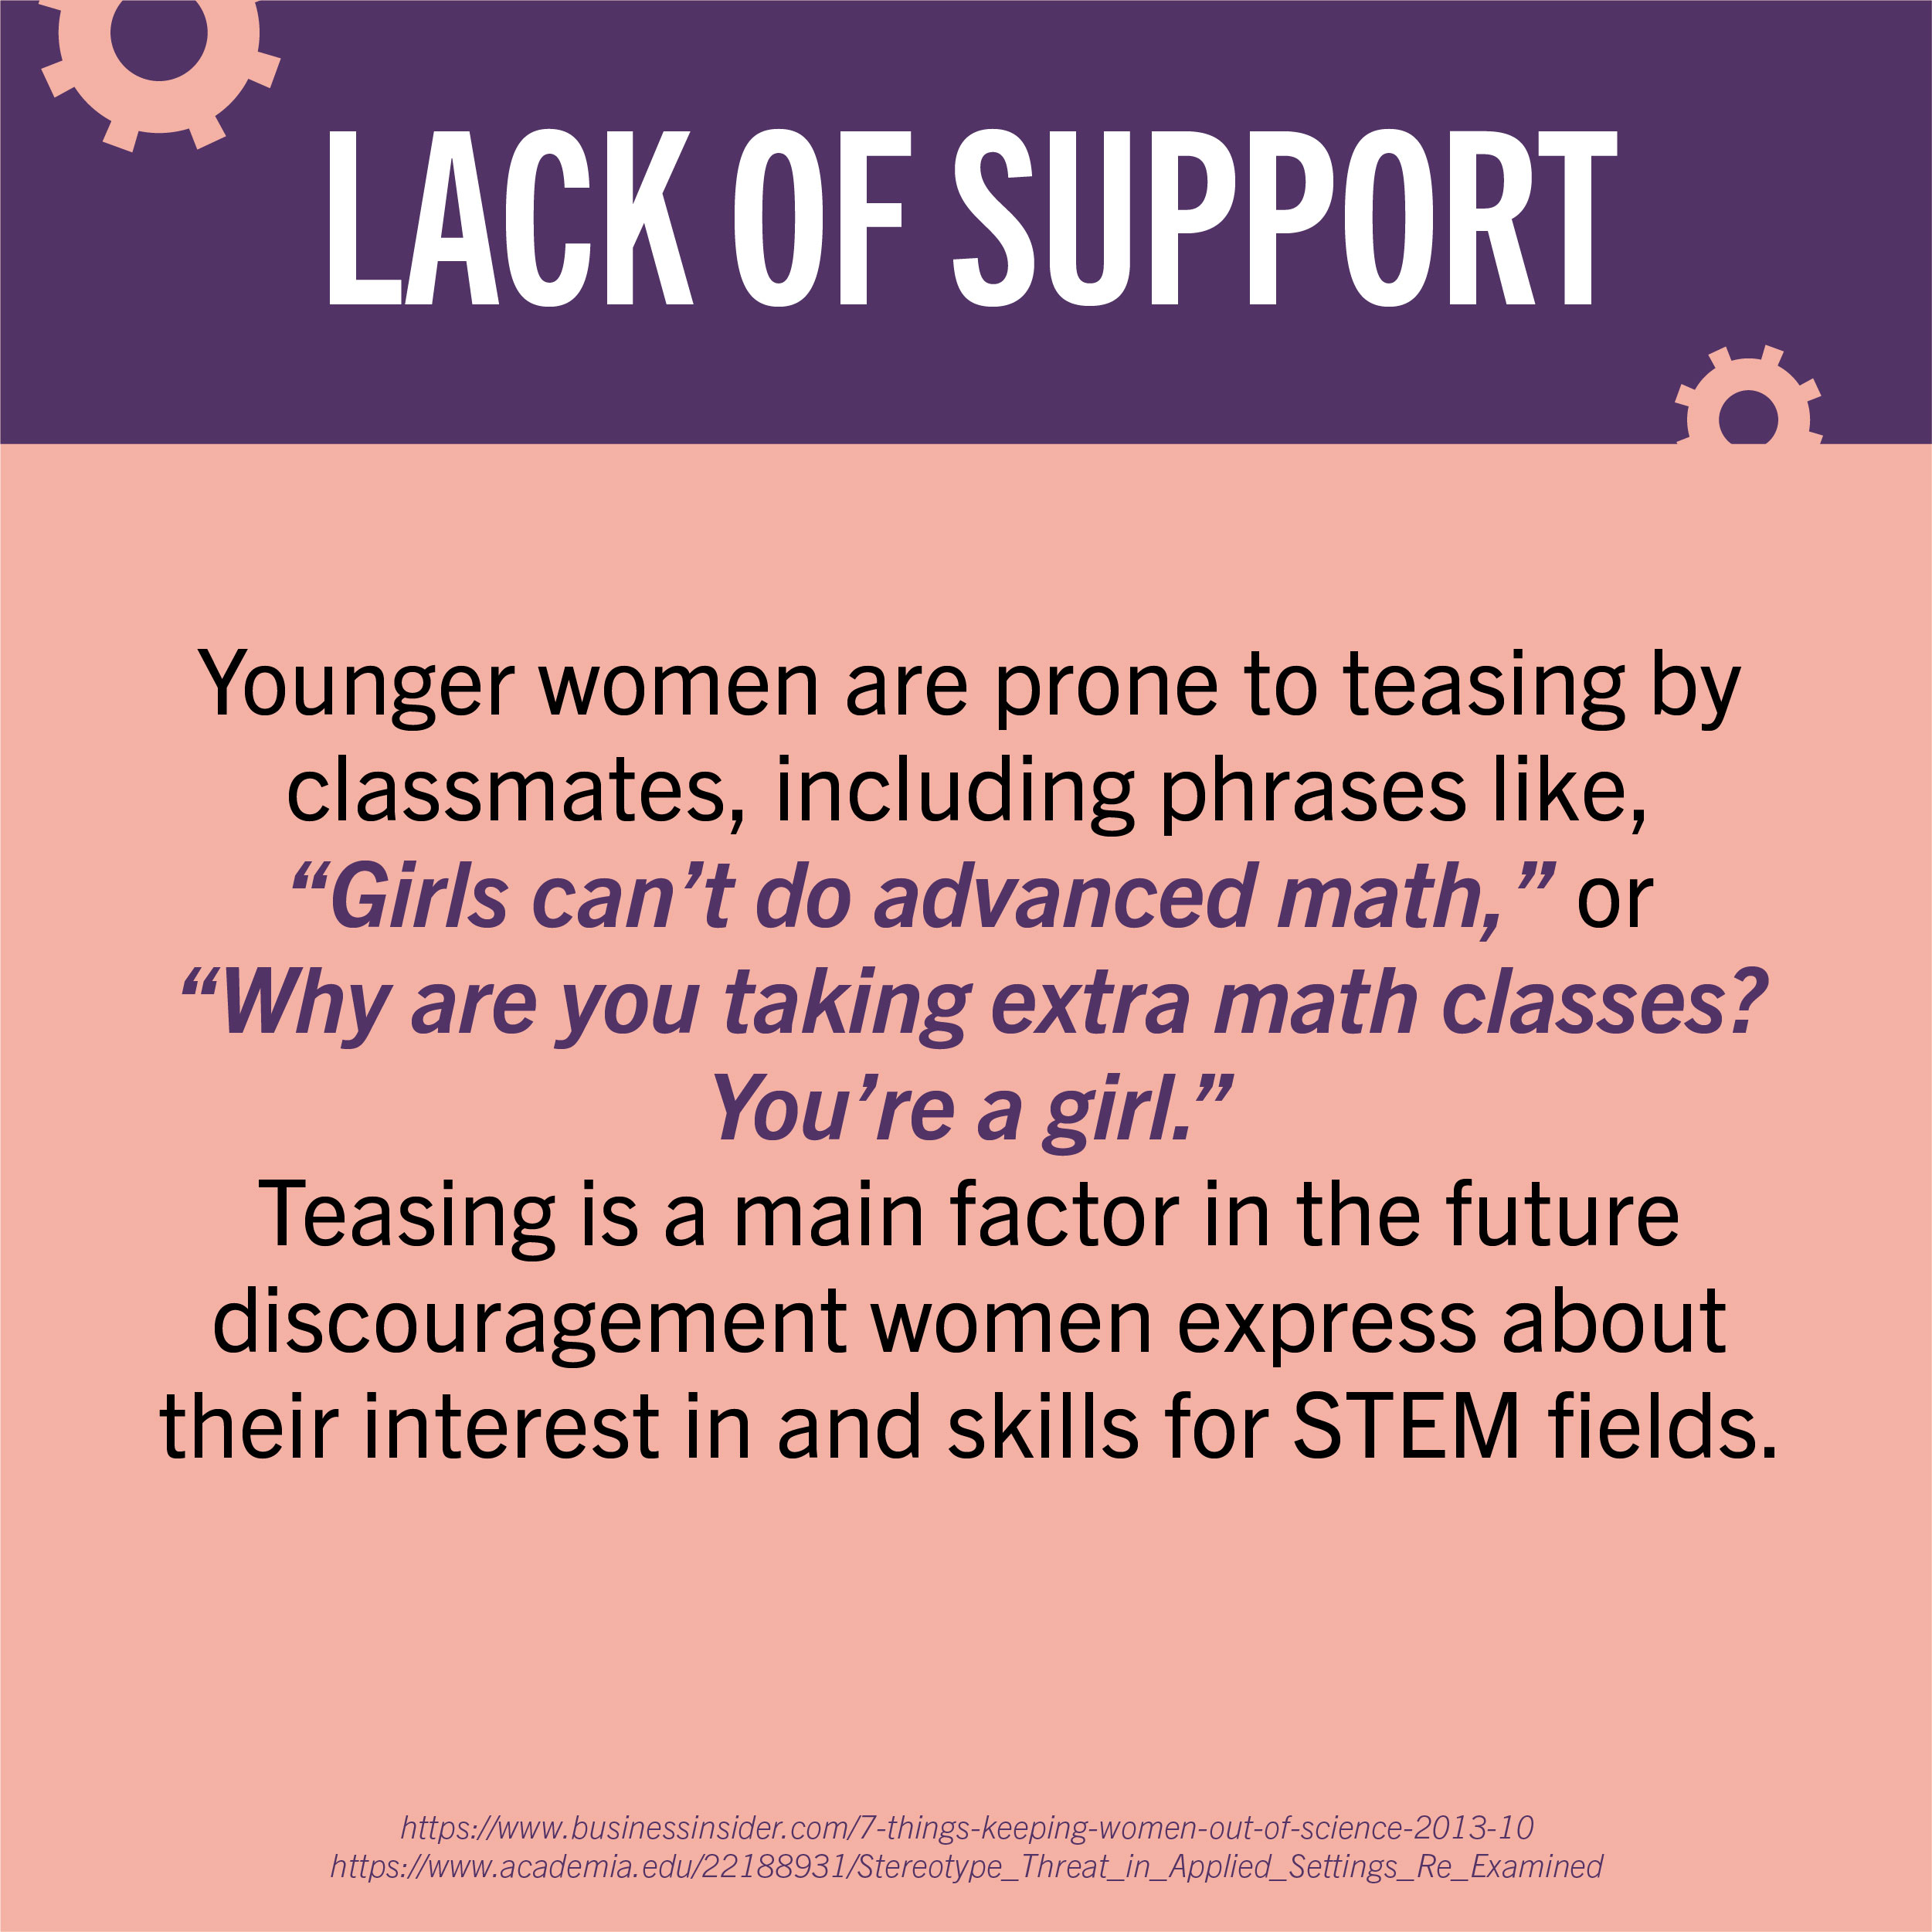 LACK OF SUPPORT
Younger women are prone to teasing by
classmates, including phrases like,
“Girls can’t do advanced math,” or
“Why are you taking extra math classes?
You’re a girl.”
Teasing is a main factor in the future
discouragement women express about
their interest in and skills for STEM fields.
https://www.businessinsider.com/7-things-keeping-women-out-of-science-2013-10
https://www.academia.edu/22188931/Stereotype_Threat_in_Applied_Settings_Re_Examined